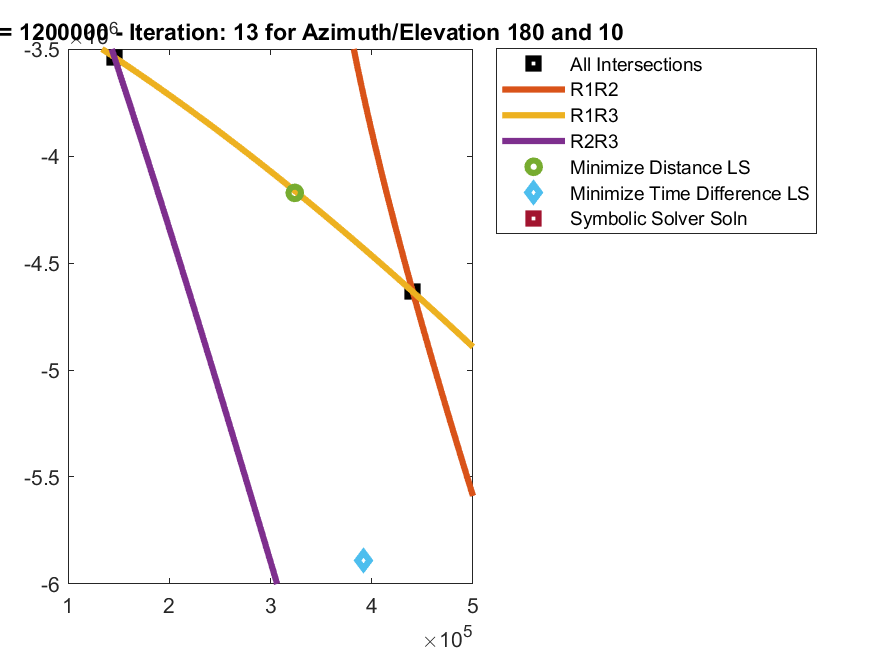 = 1200000 - Iteration: 13 for Azimuth/Elevation 180 and 10
×10^6
-3.5
-4
-4.5
-5
-5.5
-6
1 2 3 4 5
×10^5
All Intersections
R1R2
R1R3
R2R3
Minimize Distance LS
Minimize Time Difference LS
Symbolic Solver Soln